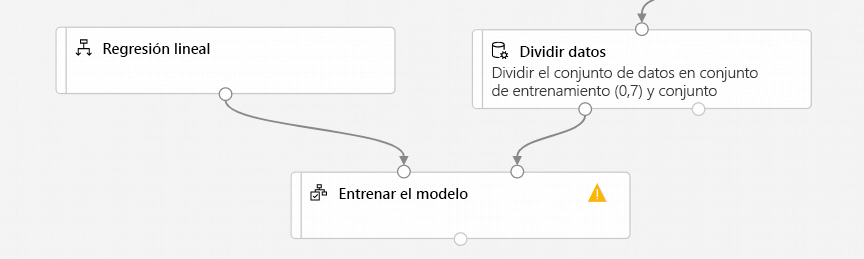 Regresión lineal
Dividir datos
Dividir el conjunto de datos en conjunto
de entrenamiento (0,7) y conjunto
Entrenar el modelo